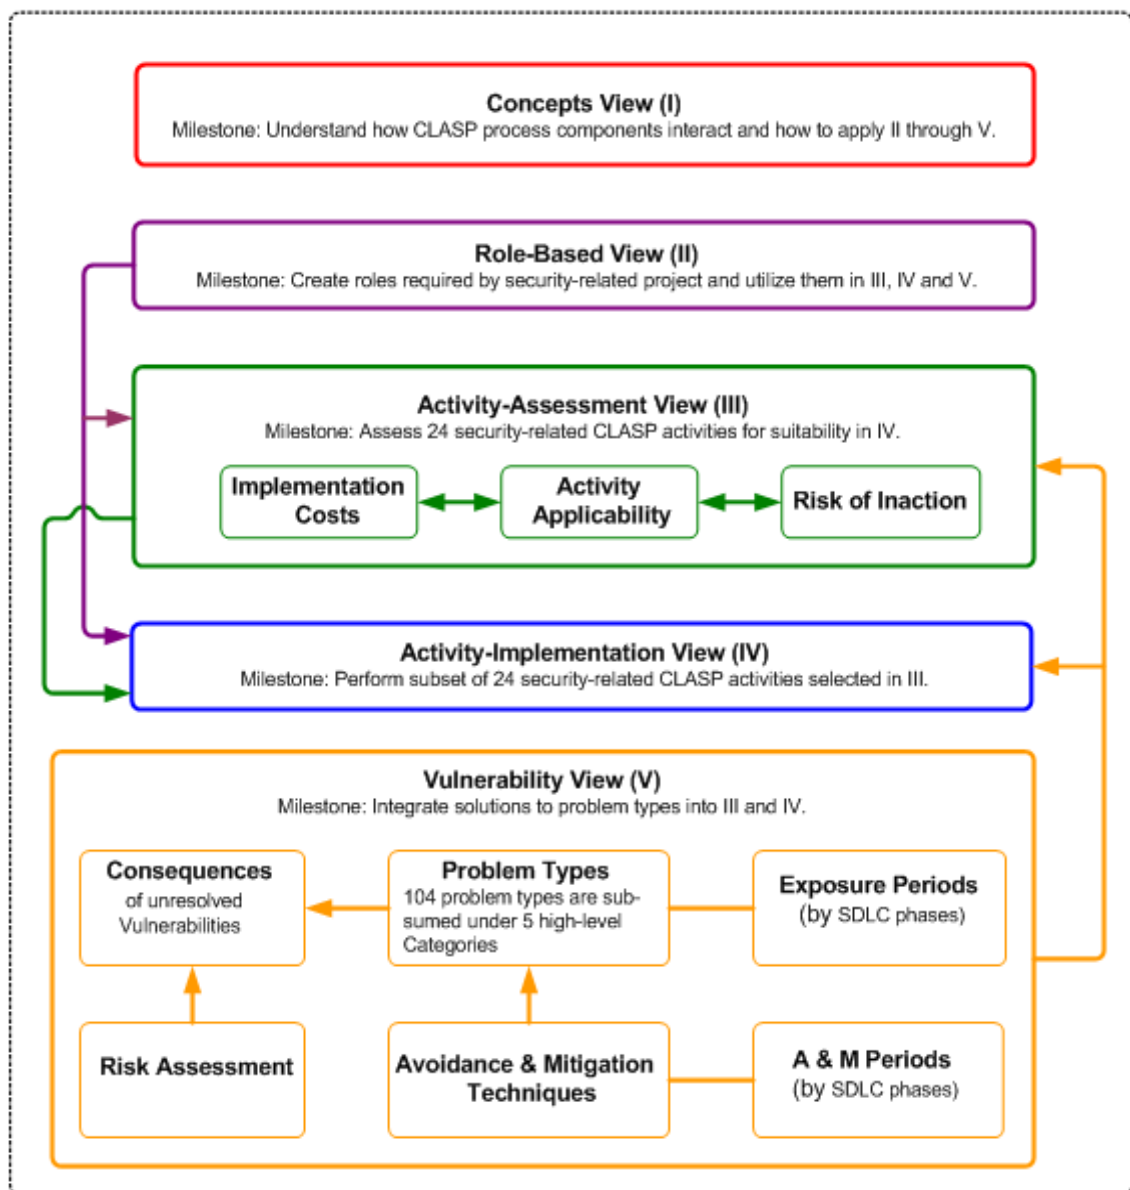 Concepts View (I)
Milestone: Understand how CLASP process components interact and how to apply II through V.
Role-Based View (II)
Milestone: Create roles required by security-related project and utilize them in III, IV and V.
Activity-Assessment View (III)
Milestone: Assess 24 security-related CLASP activities for suitability in IV.
Implementation
Costs
Activity
Applicability
Risk of Inaction
Activity-Implementation View (IV)
Milestone: Perform subset of 24 security-related CLASP activities selected in III.
Vulnerability View (V)
Milestone: Integrate solutions to problem types into III and IV.
Consequences
of unresolved
Vulnerabilities
Problem Types
104 problem types are sub-
sumed under 5 high-level
Categories
Exposure Periods
(by SDLC phases)
Risk Assessment
Avoidance & Mitigation
Techniques
A & M Periods
(by SDLC phases)